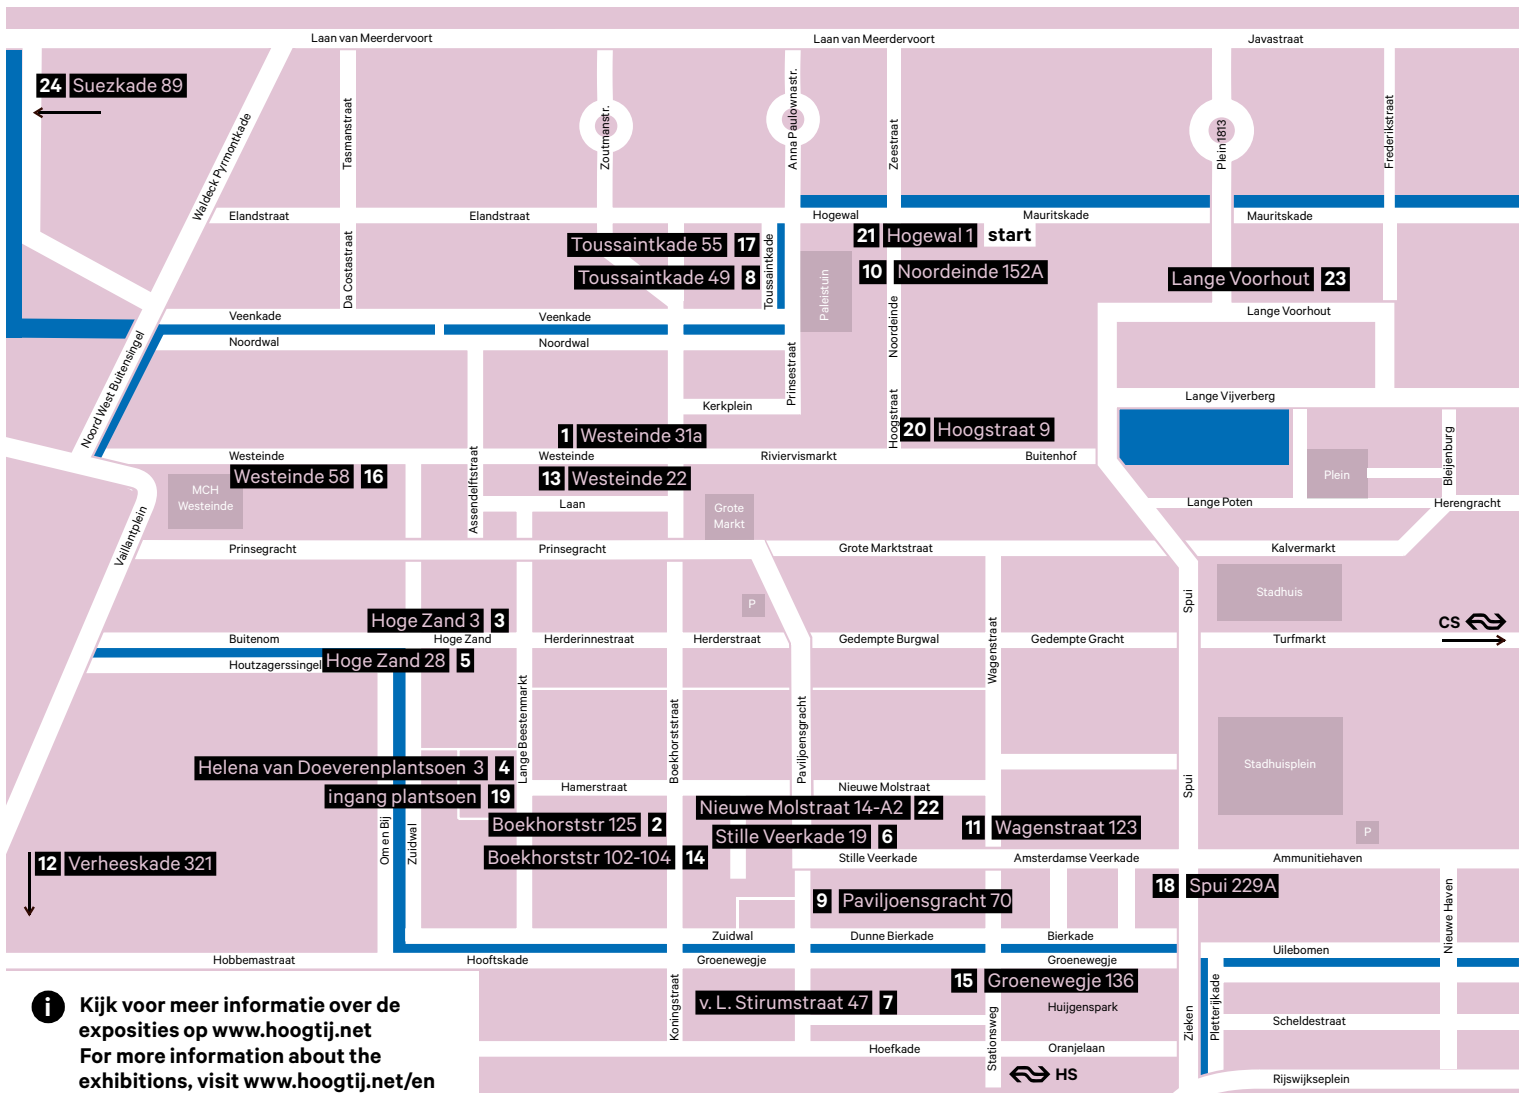 Laan van Meerdervoort
Laan van Meerdervoort
Javastraat
24 Suezkade 89
Waldeck Pyrmontkade
Tasmanstraat
Zoutmanstr.
Anna Paulownastr.
Zeestraat
Plein1813
Frederikstraat
Elandstraat
Elandstraat
Hogewal
Mauritskade
Mauritskade
Da Costastraat
Toussaintkade 55 17
Toussaintkade 49 8
Toussaintkade
21 Hogewal 1 start
10 Noordeinde 152A
Lange Voorhout 23
Paleistuin
Noordeinde
Veenkade
Veenkade
Lange Voorhout
Noordwal
Noordwal
Noord West Buitensingel
Prinsestraat
Kerkplein
Hoogstraat
Lange Vijverberg
1 Westeinde 31a
20 Hoogstraat 9
Westeinde
Westeinde
Riviervismarkt
Buitenhof
Bleijenburg
Westeinde 58 16
13 Westeinde 22
Plein
MCH
Westeinde
Assendelftstraat
Laan
Grote
Markt
Lange Poten
Herengracht
Vaillantplein
Prinsegracht
Prinsegracht
Grote Marktstraat
Kalvermarkt
Spui
Stadhuis
P
Hoge Zand 3 3
CS
Buitenom
Hoge Zand
Herderinnestraat
Herderstraat
Gedempte Burgwal
Gedempte Gracht
Turfmarkt
Wagenstraat
Houtzagerssingel
Hoge Zand 28 5
Lange Beestenmarkt
Boekhorststraat
Paviljoensgracht
Spui
Stadhuisplein
Helena van Doeverenplantsoen 3 4
ingang plantsoen 19
Hamerstraat
Nieuwe Molstraat
Nieuwe Molstraat 14-A2 22
Boekhorststr 125 2
Stille Veerkade 19 6
11 Wagenstraat 123
P
Om en Bij
Zuidwal
Boekhorststr 102-104 14
Stille Veerkade
Amsterdamse Veerkade
Ammunitiehaven
12 Verheeskade 321
18 Spui 229A
9 Paviljoensgracht 70
Nieuwe Haven
Zuidwal
Dunne Bierkade
Bierkade
Uilebomen
Hobbemastraat
Hooftskade
Groenewegje
Groenewegje
15 Groenewegje 136
v. L. Stirumstraat 47 7
Huijgenspark
Koningstraat
Stationsweg
Zieken
Pletterijkade
Scheldestraat
Hoefkade
Oranjelaan
HS
Rijswijkseplein
i Kijk voor meer informatie over de
exposities op www.hoogtij.net
For more information about the
exhibitions, visit www.hoogtij.net/en